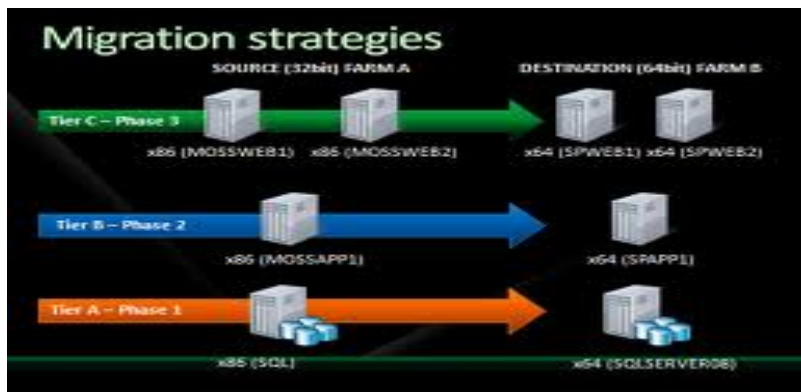 Migration strategies
SOURCE (32bit) FARM A
DESTINATION (64bit) FARM B
Tier C – Phase 3
x86 (MOSSWEB1)
x86 (MOSSWEB2)
x64 (SPWEB1)
x64 (SPWEB2)
Tier B – Phase 2
x86 (MOSSAPP1)
x64 (SPAPP1)
Tier A – Phase 1
x86 (SQL)
x64 (SQLSERVER08)